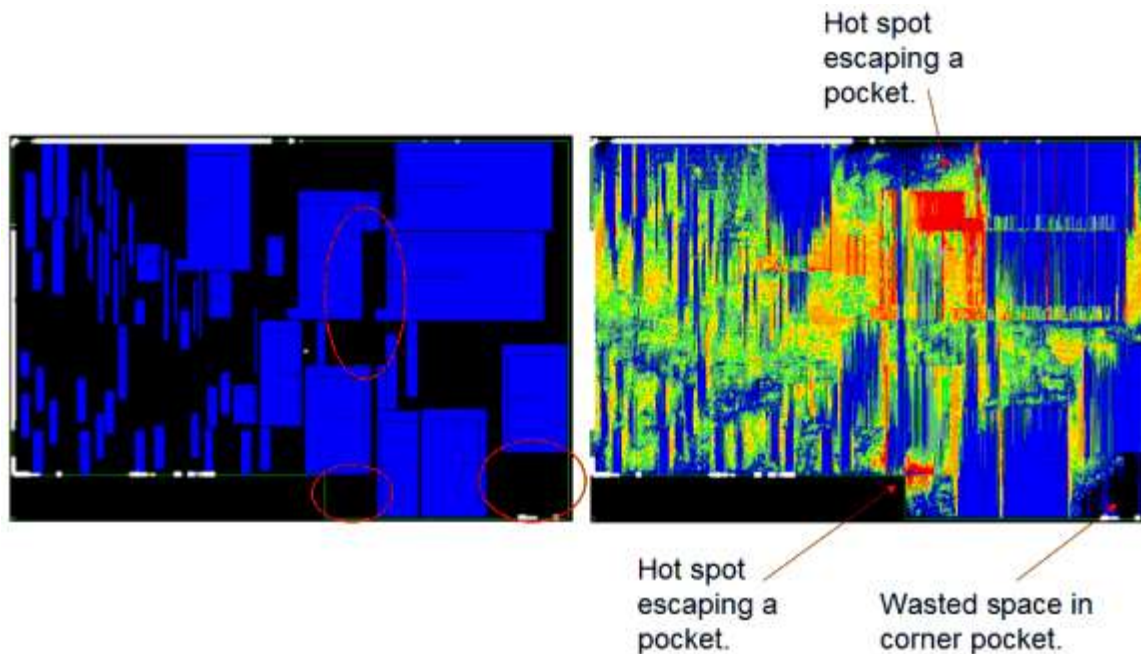 Hot spot
escaping a
pocket.
Hot spot
escaping a
pocket.
Wasted space in
corner pocket.